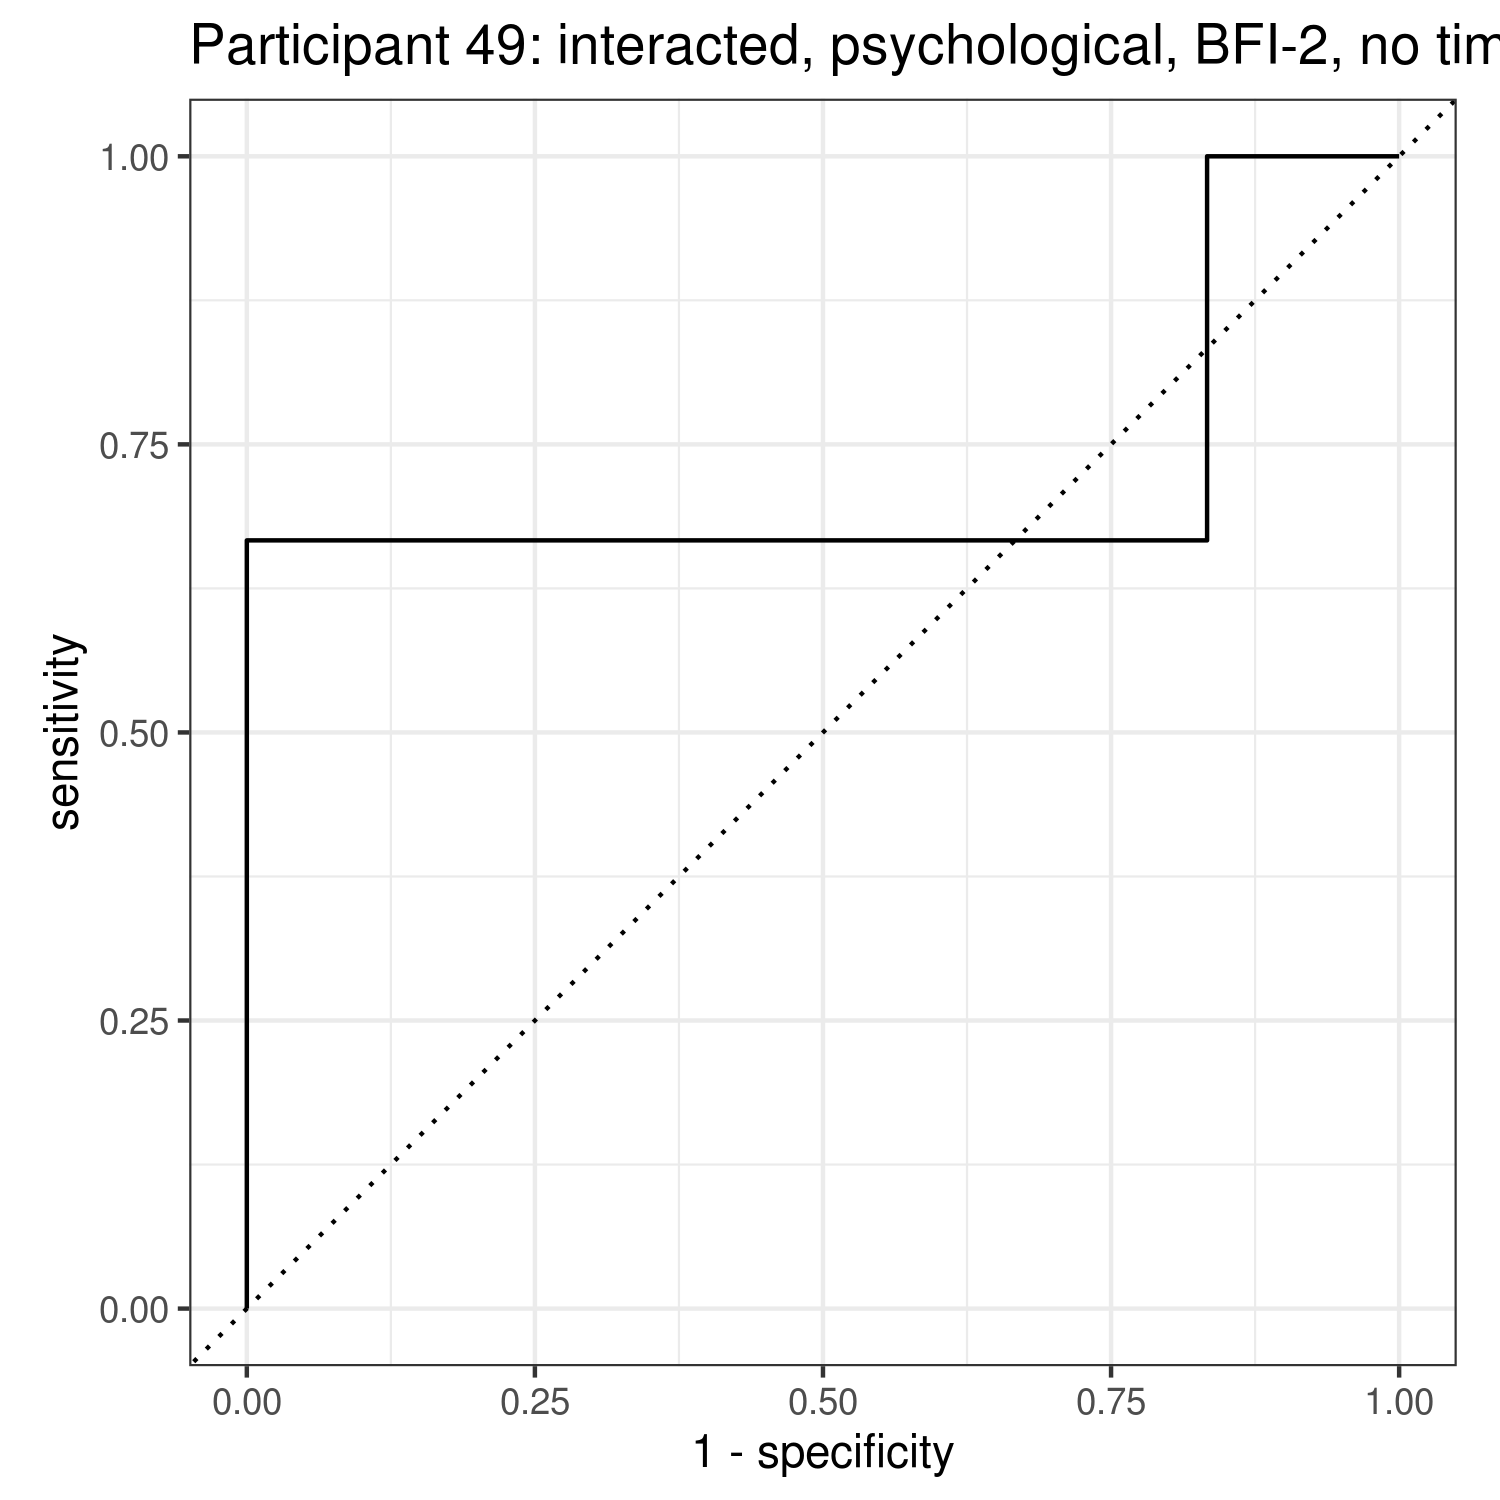 Participant 49: interacted, psychological, BFI-2, no
1.00
0.75
0.50
0.25
0.00
sensitivity
0.00 0.25 0.50 0.75 1.00
1 - specificity